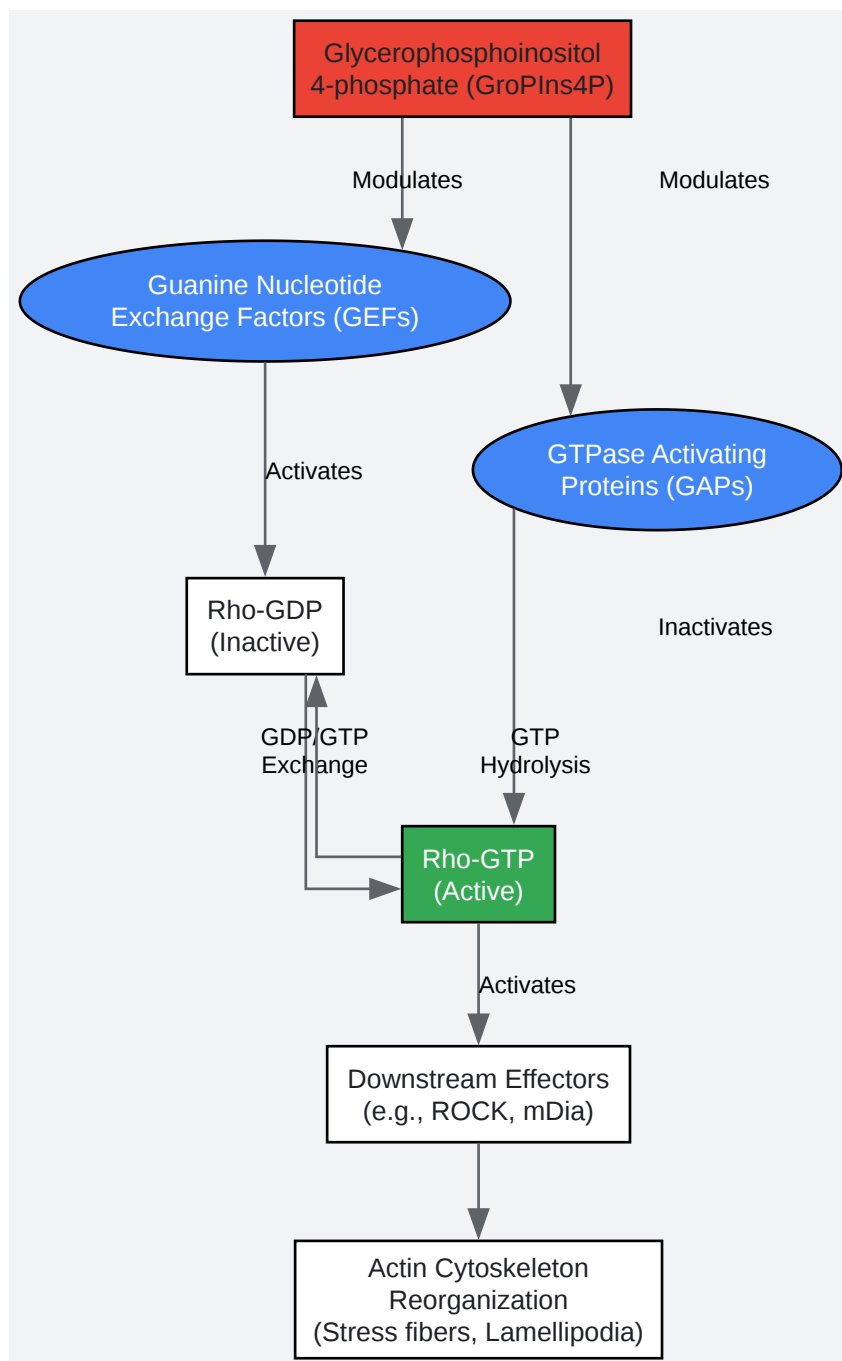 Glycerophosphoinositol
4-phosphate (GroPIns4P)
Modulates
Modulates
Guanine Nucleotide
Exchange Factors (GEFs)
Activates
GTPase Activating
Proteins (GAPs)
Rho-GDP
(Inactive)
Inactivates
GDP/GTP
Exchange
GTP
Hydrolysis
Rho-GTP
(Active)
Activates
Downstream Effectors
(e.g., ROCK, mDia)
Actin Cytoskeleton
Reorganization
(Stress fibers, Lamellipodia)